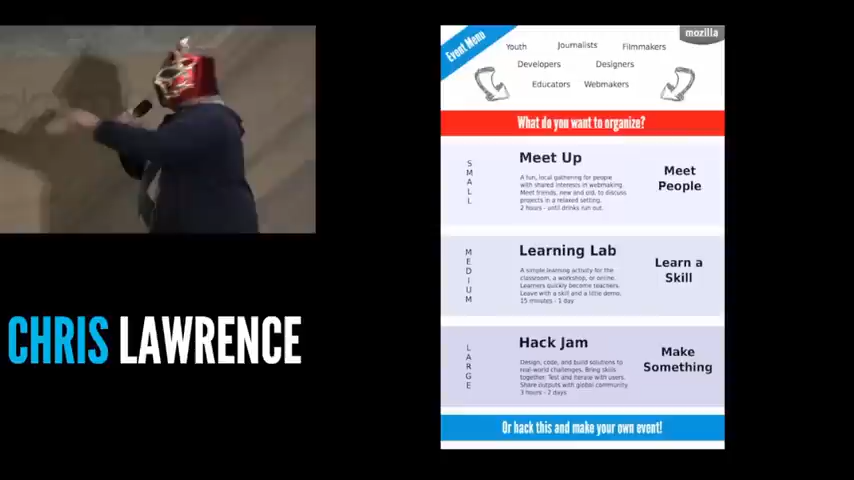 CHRIS LAWRENCE
Event Menu
mozilla
Youth Journalists Filmmakers
Developers Designers
Educators Webmakers
What do you want to organize?
SMALL
Meet Up
A fun, local gathering for people
with shared interests in webmaking.
Meet friends, new and old, to discuss
projects in a relaxed setting.
2 hours - until drinks run out.
Meet
People
MEDIUM
Learning Lab
A simple learning activity for the
classroom, a workshop, or online.
Learners quickly become teachers.
Leave with a skill and a little demo.
15 minutes - 1 day
Learn a
Skill
LARGE
Hack Jam
Design, code, and build solutions to
real-world challenges. Bring skills
together. Test and iterate with users.
Share outputs with global community
3 hours - 2 days
Make
Something
Or hack this and make your own event!